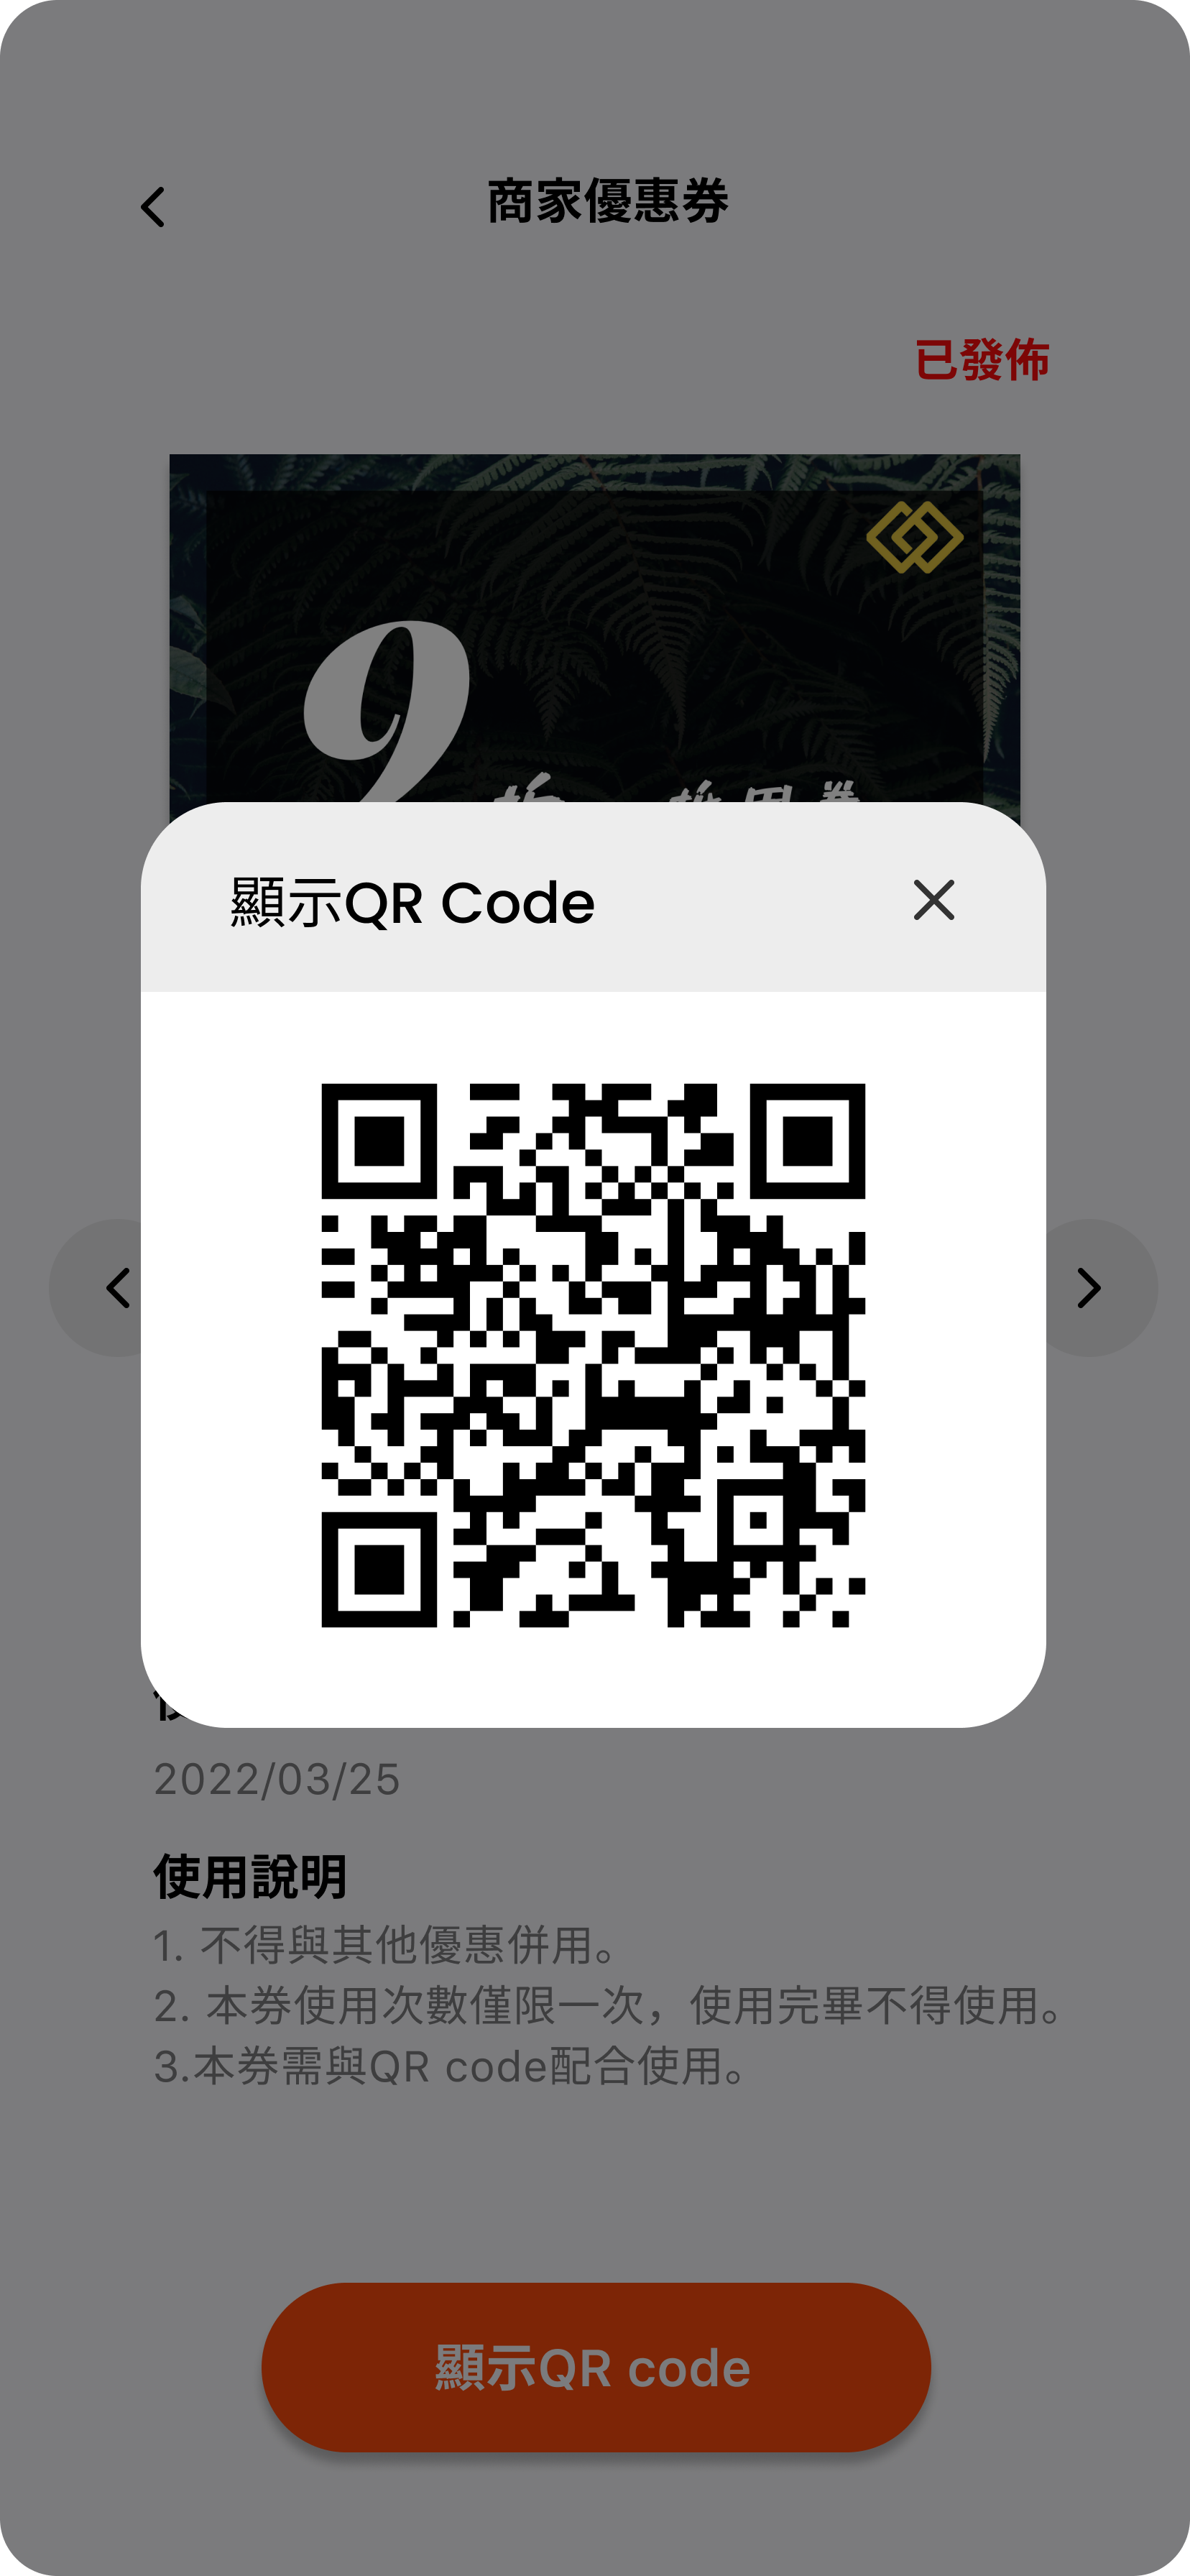 商家優惠券
已發佈
9
顯示QR Code
2022/03/25
使用說明
1. 不得與其他優惠併用。
2. 本券使用次數僅限一次，使用完畢不得使用。
3.本券需與QR code配合使用。
顯示QR code